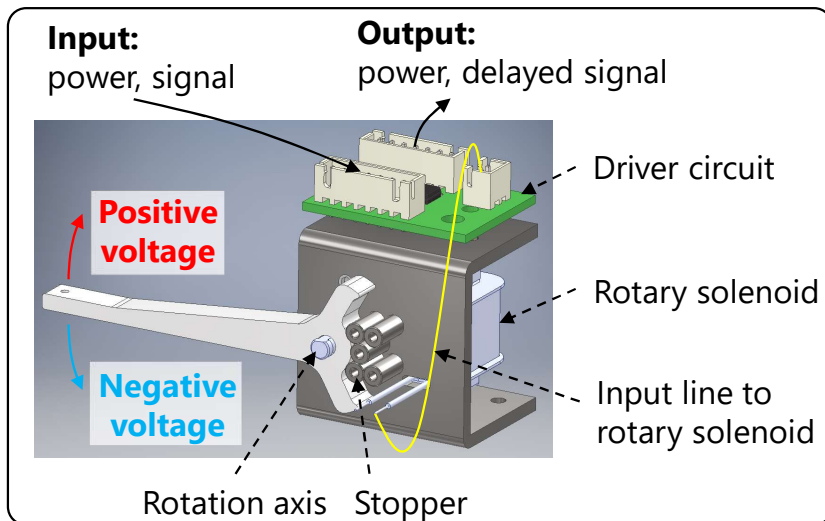 Input:
power, signal
Output:
power, delayed signal
Driver circuit
Positive
voltage
Rotary solenoid
Negative
voltage
Input line to
rotary solenoid
Rotation axis
Stopper